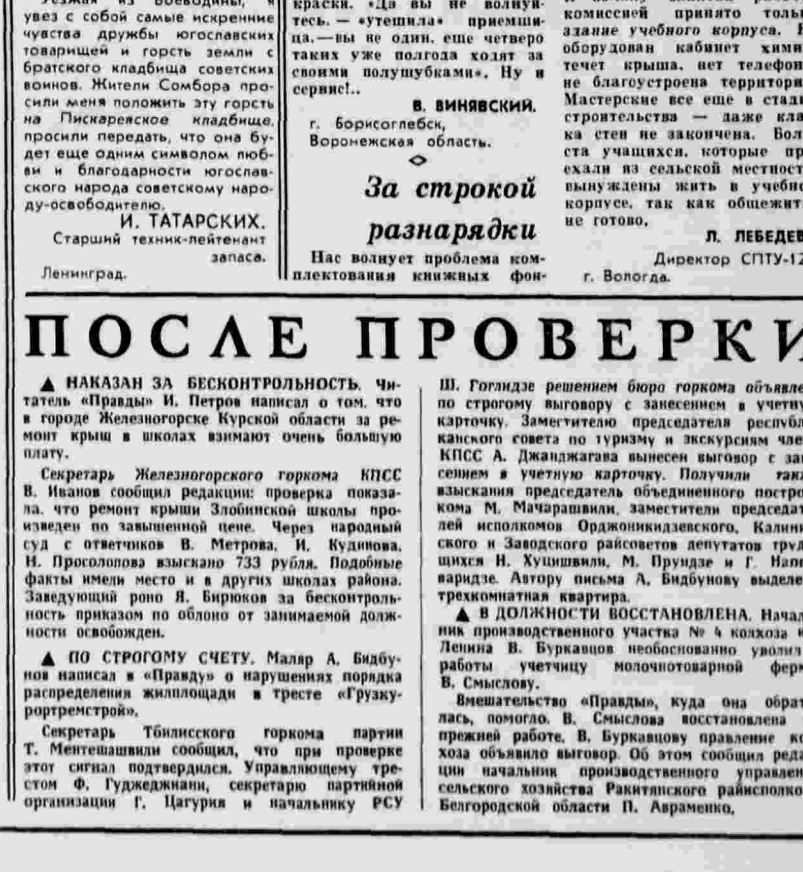 увез с собой самые искренние
чувства дружбы югославских
товарищей и горсть земли с
братского кладбища советских
воинов. Жители Сомбора про-
сили меня положить эту горсть
на Пискаревское кладбище,
просили передать, что она бу-
дет еще одним символом люб-
ви и благодарности югослав-
ского народа советскому наро-
ду-освободителю.
И. ТАТАРСКИХ.
Старший техник-лейтенант
запаса.
Ленинград.
краски. «Да вы не волнуй-
тесь. — «утешила» приемщи-
ца,—вы не один, еще четверо
таких уже полгода ходят за
своими полушубками». Ну и
сервис!..
В. ВИНЯВСКИЙ.
г. Борисоглебск,
Воронежская область.
За строкой
разнарядки
Нас волнует проблема ком-
плектования книжных фон-
комиссией принято тольк
здание учебного корпуса. Н
оборудован кабинет хими
течет крыша, нет телефон
не благоустроена территори
Мастерские все еще в стади
строительства — даже клад
ка стен не закончена. Боль
ста учащихся, которые при
ехали из сельской местност
вынуждены жить в учебно
корпусе, так как общежити
не готово.
Л. ЛЕБЕДЕВ
Директор СПТУ-12
г. Вологда.
ПОСЛЕ ПРОВЕРКИ
▲ НАКАЗАН ЗА БЕСКОНТРОЛЬНОСТЬ. Чи-
татель «Правды» И. Петров написал о том, что
в городе Железногорске Курской области за ре-
монт крыш в школах взимают очень большую
плату.
Секретарь Железногорского горкома КПСС
В. Иванов сообщил редакции: проверка показа-
ла, что ремонт крыши Злобинской школы про-
изведен по завышенной цене. Через народный
суд с ответчиков В. Метрова, И. Кудинова,
Н. Просолопова взыскано 733 рубля. Подобные
факты имели место и в других школах района.
Заведующий роно Я. Бирюков за бесконтроль-
ность приказом по облоно от занимаемой долж-
ности освобожден.
▲ ПО СТРОГОМУ СЧЕТУ. Маляр А. Бидбу-
нов написал в «Правду» о нарушениях порядка
распределения жилплощади в тресте «Грузку-
рортремстрой».
Секретарь Тбилисского горкома партии
Т. Ментешашвили сообщил, что при проверке
этот сигнал подтвердился. Управляющему тре-
стом Ф. Гуджеджиани, секретарю партийной
организации Г. Цагурия и начальнику РСУ
Ш. Гоглидзе решением бюро горкома объявле
по строгому выговору с занесением в учетну
карточку. Заместителю председателя республ
канского совета по туризму и экскурсиям чле
КПСС А. Джанджагава вынесен выговор с зан
сением в учетную карточку. Получили такж
взыскания председатель объединенного постро
кома М. Мачарашвили, заместители председат
лей исполкомов Орджоникидзевского, Калини
ского и Заводского райсоветов депутатов труд
щихся Н. Хуцишвили, М. Пруидзе и Г. Напе
варидзе. Автору письма А. Бидбунову выделе
трехкомнатная квартира.
▲ В ДОЛЖНОСТИ ВОССТАНОВЛЕНА. Начал
ник производственного участка № 4 колхоза и
Ленина В. Буркавцов необоснованно уволил
работы учетчицу молочнотоварной ферм
В. Смыслову.
Вмешательство «Правды», куда она обрат
лась, помогло. В. Смыслова восстановлена
прежней работе. В. Буркавцову правление ко
хоза объявило выговор. Об этом сообщил реда
ции начальник производственного управлен
сельского хозяйства Ракитянского райисполко
Белгородской области П. Авраменко.